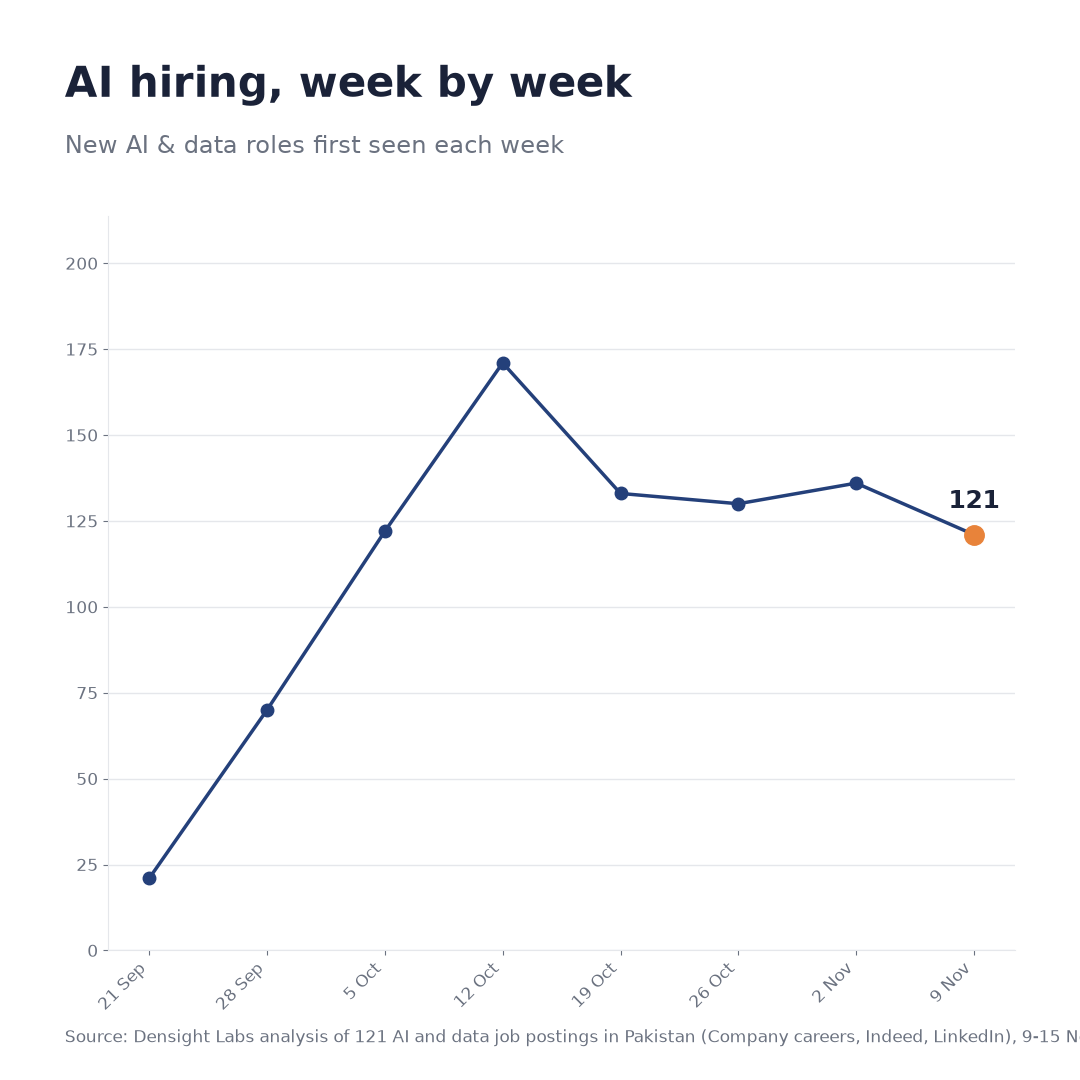 AI hiring, week by week
New AI & data roles first seen each week
200
175
150
125
100
75
50
25
0
121
21 Sep
28 Sep
5 Oct
12 Oct
19 Oct
26 Oct
2 Nov
9 Nov
Source: Densight Labs analysis of 121 AI and data job postings in Pakistan (Company careers, Indeed, LinkedIn), 9-15